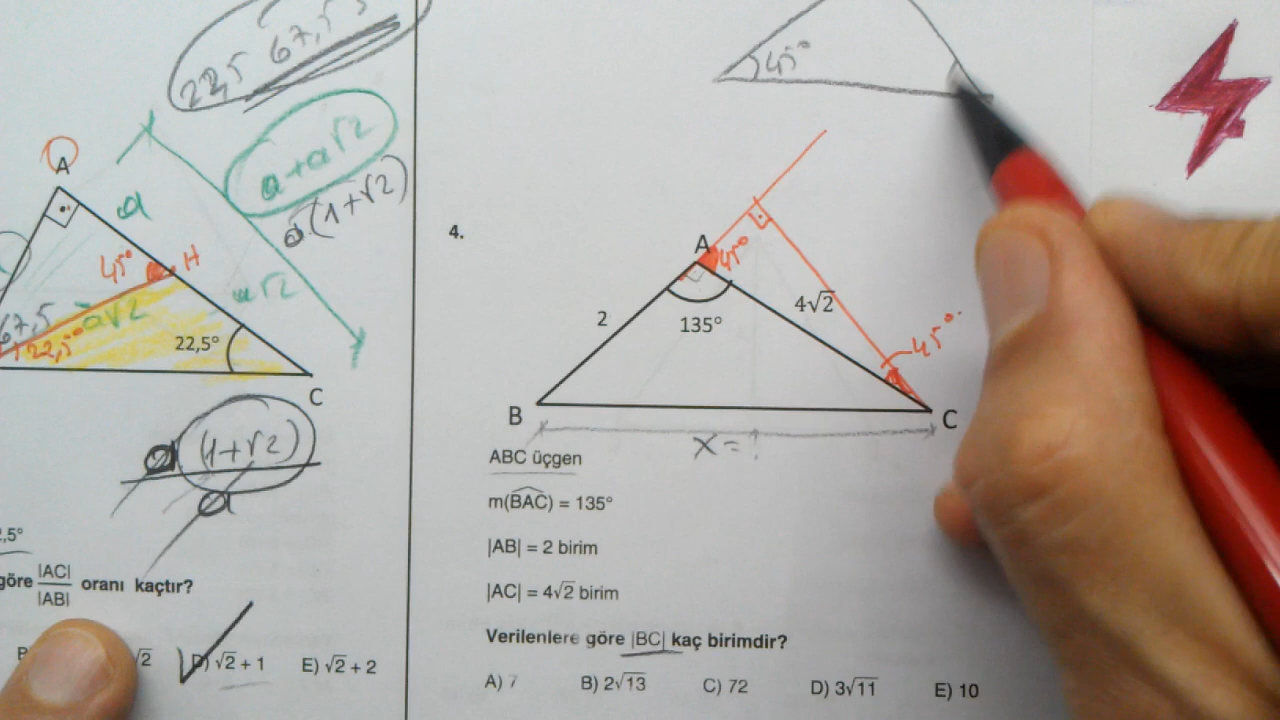 22,5 67,5
A
a
a+a√2
a.(1+√2)
45°
H
a√2
a√2
67,5
22,5°
22,5°
C
(1+√2)
a
,5°
göre |AC|/|AB| oranı kaçtır?
√2
D) √2 + 1
E) √2 + 2
45°
4.
A
45°
2
135°
4√2
45°
B
C
x = ?
ABC üçgen
m(BAC) = 135°
|AB| = 2 birim
|AC| = 4√2 birim
Verilenlere göre |BC| kaç birimdir?
A) 7
B) 2√13
C) 72
D) 3√11
E) 10